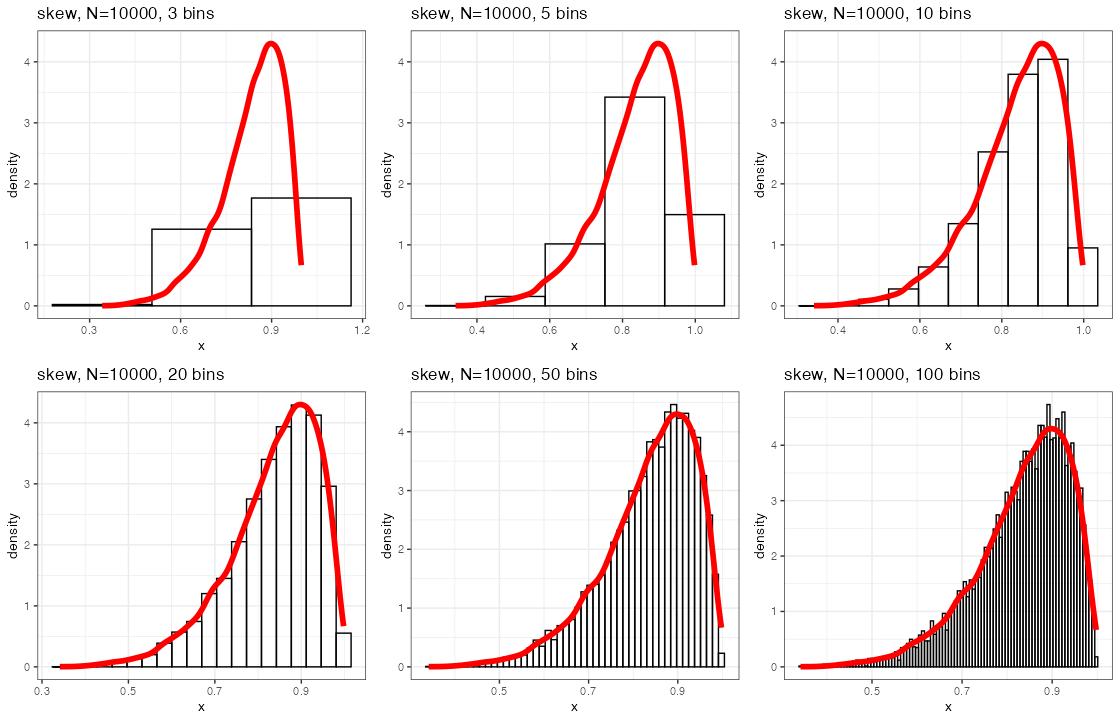 skew, N=10000, 3 bins
4
3
2
1
0
density
0.3
0.6
0.9
1.2
x
skew, N=10000, 5 bins
4
3
2
1
0
density
0.4
0.6
0.8
1.0
x
skew, N=10000, 10 bins
4
3
2
1
0
density
0.4
0.6
0.8
1.0
x
skew, N=10000, 20 bins
4
3
2
1
0
density
0.3
0.5
0.7
0.9
x
skew, N=10000, 50 bins
4
3
2
1
0
density
0.5
0.7
0.9
x
skew, N=10000, 100 bins
4
3
2
1
0
density
0.5
0.7
0.9
x